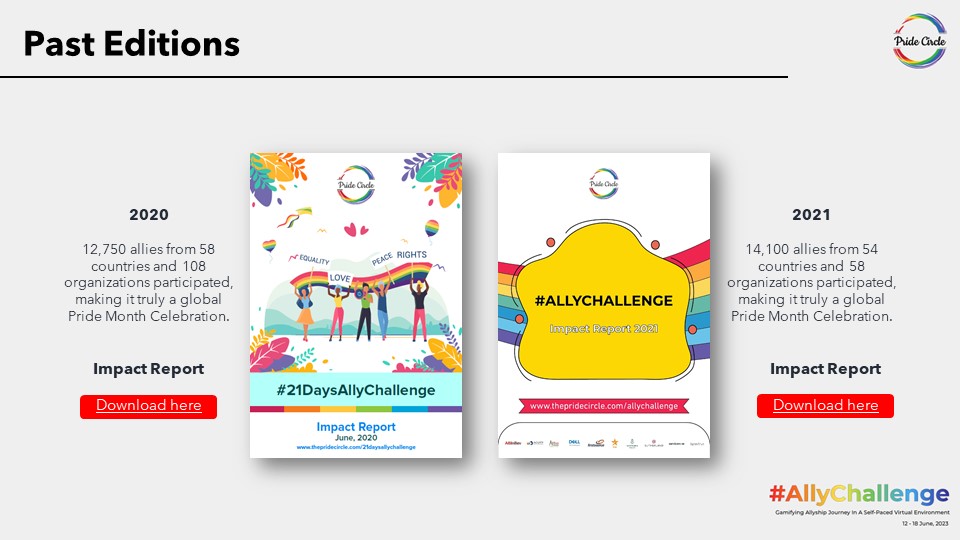 Past Editions
Pride Circle
2020
12,750 allies from 58
countries and 108
organizations participated,
making it truly a global
Pride Month Celebration.
Impact Report
Download here
Pride Circle
EQUALITY
LOVE
PEACE
RIGHTS
#21DaysAllyChallenge
Impact Report
June, 2020
www.thepridecircle.com/21daysallychallenge
Pride Circle
#ALLYCHALLENGE
Impact Report 2021
www.thepridecircle.com/allychallenge
DELL
2021
14,100 allies from 54
countries and 58
organizations participated,
making it truly a global
Pride Month Celebration.
Impact Report
Download here
#AllyChallenge
Gamifying Allyship Journey In A Self-Paced Virtual Environment
12 - 18 June, 2023